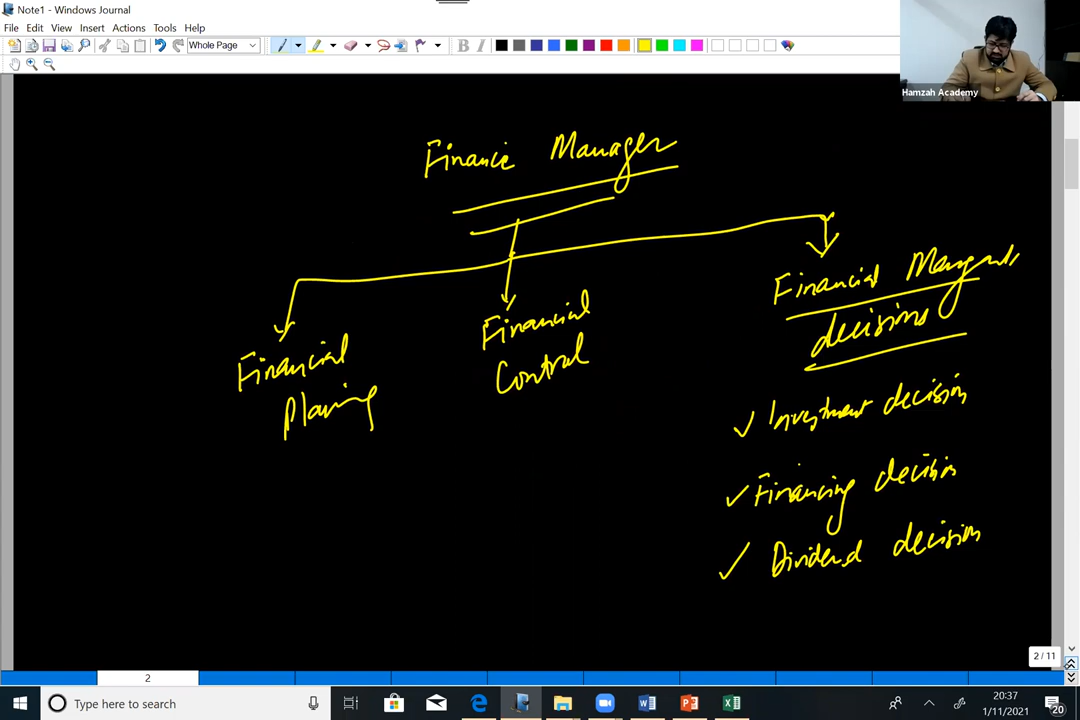 Note1 - Windows Journal
File Edit View Insert Actions Tools Help
Whole Page
B I
Hamzah Academy
Finance Manager
Financial
Planing
Financial
Control
Financial
decisions
Investment decision
Financing decision
Dividend decision
2 / 11
2
Type here to search
20:37
1/11/2021
20